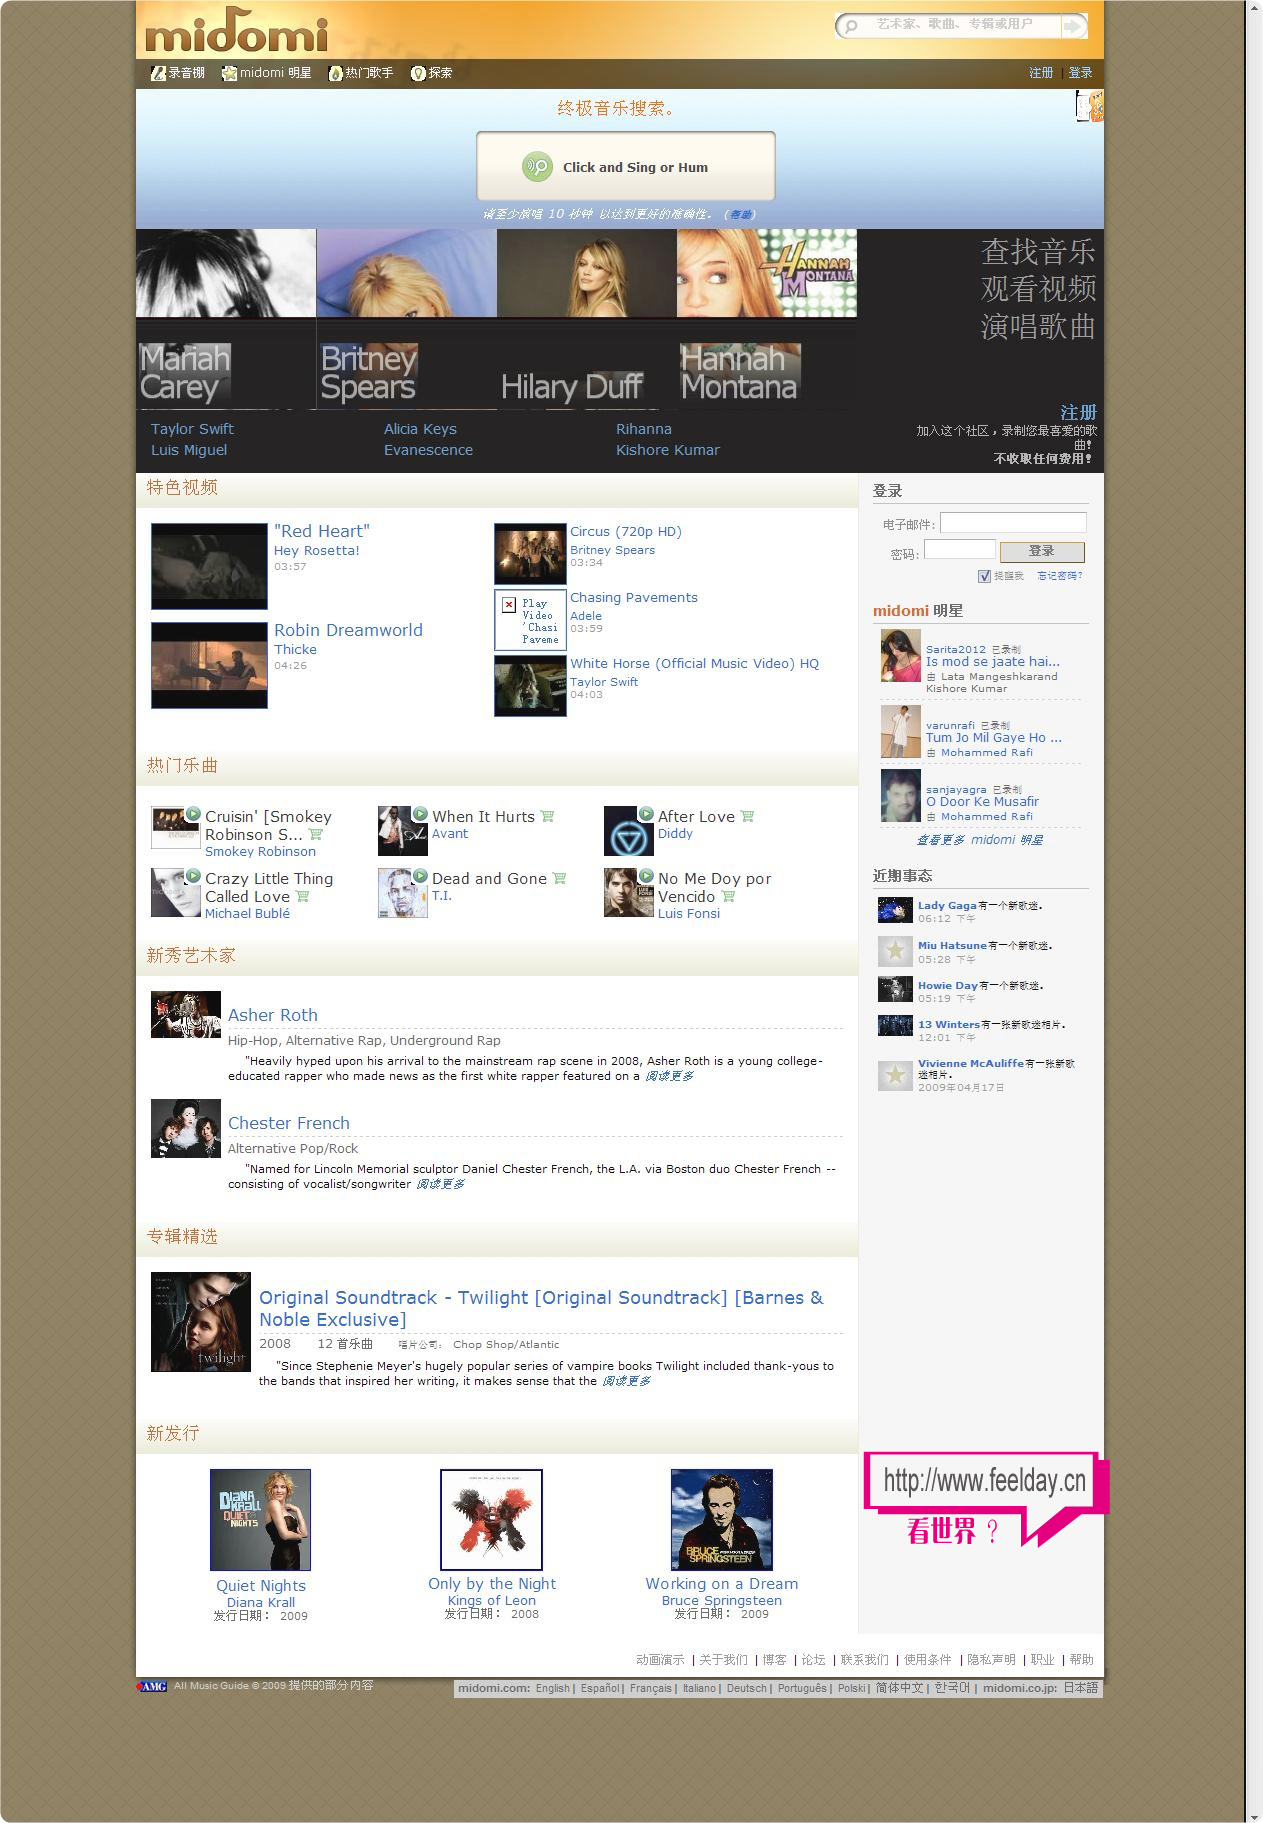 midomi
艺术家、歌曲、专辑或用户
录音棚 midomi 明星 热门歌手 探索
注册 | 登录
终极音乐搜索。
Click and Sing or Hum
请至少演唱 10 秒钟 以达到更好的准确性。 (帮助)
HANNAH MONTANA
查找音乐
观看视频
演唱歌曲
Mariah Carey
Britney Spears
Hilary Duff
Hannah Montana
Taylor Swift Alicia Keys Rihanna
Luis Miguel Evanescence Kishore Kumar
注册
加入这个社区，录制您最喜爱的歌
曲!
不收取任何费用!
特色视频
"Red Heart"
Hey Rosetta!
03:57
Robin Dreamworld
Thicke
04:26
Circus (720p HD)
Britney Spears
03:34
Play
Video
'Chasi
Paveme
Chasing Pavements
Adele
03:59
White Horse (Official Music Video) HQ
Taylor Swift
04:03
登录
电子邮件:
密码: 登录
提醒我 忘记密码?
midomi 明星
Sarita2012 已录制
Is mod se jaate hai...
由 Lata Mangeshkarand
Kishore Kumar
varunrafi 已录制
Tum Jo Mil Gaye Ho ...
由 Mohammed Rafi
sanjayagra 已录制
O Door Ke Musafir
由 Mohammed Rafi
查看更多 midomi 明星
热门乐曲
Cruisin' [Smokey
Robinson S...
Smokey Robinson
When It Hurts
Avant
After Love
Diddy
Crazy Little Thing
Called Love
Michael Bublé
Dead and Gone
T.I.
No Me Doy por
Vencido
Luis Fonsi
近期事态
Lady Gaga有一个新歌迷.
06:12 下午
Miu Hatsune有一个新歌迷.
05:28 下午
Howie Day有一个新歌迷.
05:19 下午
13 Winters有一张新歌迷相片.
12:01 下午
Vivienne McAuliffe有一张新歌
迷相片.
2009年04月17日
新秀艺术家
Asher Roth
Hip-Hop, Alternative Rap, Underground Rap
"Heavily hyped upon his arrival to the mainstream rap scene in 2008, Asher Roth is a young college-
educated rapper who made news as the first white rapper featured on a 阅读更多
Chester French
Alternative Pop/Rock
"Named for Lincoln Memorial sculptor Daniel Chester French, the L.A. via Boston duo Chester French --
consisting of vocalist/songwriter 阅读更多
专辑精选
twilight
Original Soundtrack - Twilight [Original Soundtrack] [Barnes &
Noble Exclusive]
2008 12 首乐曲 唱片公司: Chop Shop/Atlantic
"Since Stephenie Meyer's hugely popular series of vampire books Twilight included thank-yous to
the bands that inspired her writing, it makes sense that the 阅读更多
新发行
DIANA KRALL QUIET NIGHTS
BRUCE SPRINGSTEEN
Quiet Nights
Diana Krall
发行日期: 2009
Only by the Night
Kings of Leon
发行日期: 2008
Working on a Dream
Bruce Springsteen
发行日期: 2009
http://www.feelday.cn
看世界 ?
动画演示 | 关于我们 | 博客 | 论坛 | 联系我们 | 使用条件 | 隐私声明 | 职业 | 帮助
AMG All Music Guide © 2009 提供的部分内容
midomi.com: English | Español | Français | Italiano | Deutsch | Português | Polski | 简体中文 | 한국어 | midomi.co.jp: 日本語